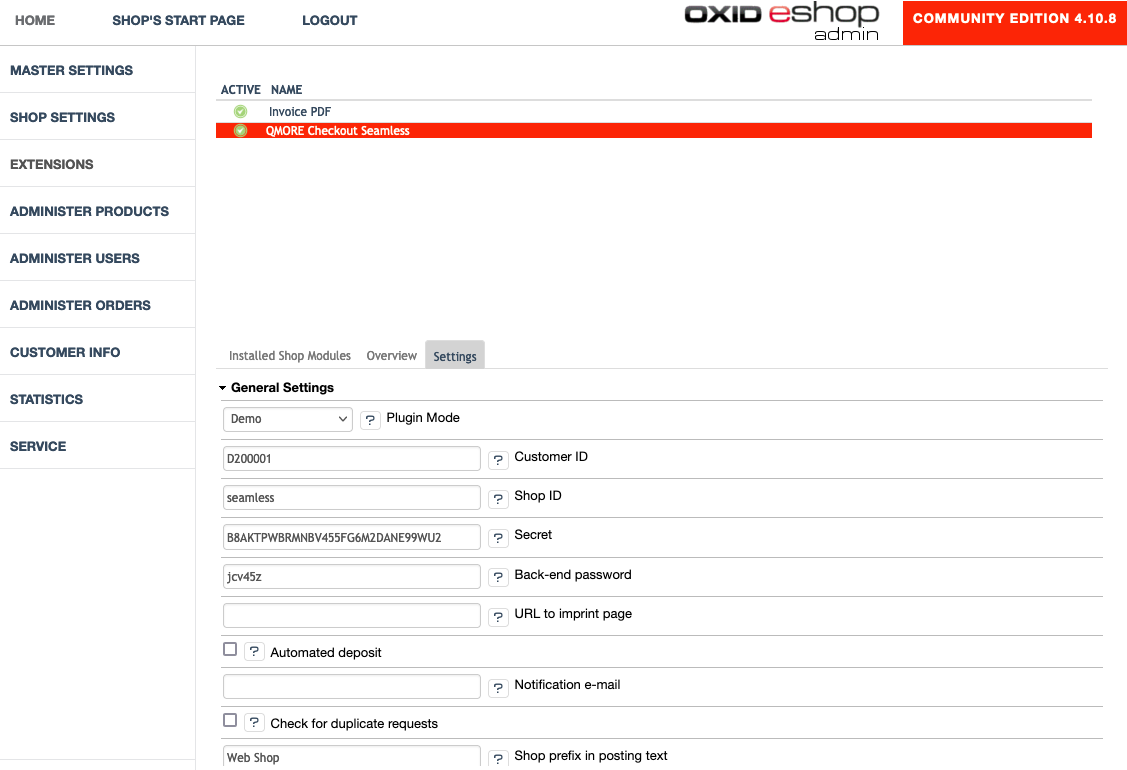 HOME SHOP'S START PAGE LOGOUT OXID eshop admin COMMUNITY EDITION 4.10.8
MASTER SETTINGS
SHOP SETTINGS
EXTENSIONS
ADMINISTER PRODUCTS
ADMINISTER USERS
ADMINISTER ORDERS
CUSTOMER INFO
STATISTICS
SERVICE
ACTIVE NAME
Invoice PDF
QMORE Checkout Seamless
Installed Shop Modules Overview Settings
General Settings
Demo ? Plugin Mode
D200001 ? Customer ID
seamless ? Shop ID
B8AKTPWBRMNBV455FG6M2DANE99WU2 ? Secret
jcv45z ? Back-end password
? URL to imprint page
? Automated deposit
? Notification e-mail
? Check for duplicate requests
Web Shop ? Shop prefix in posting text